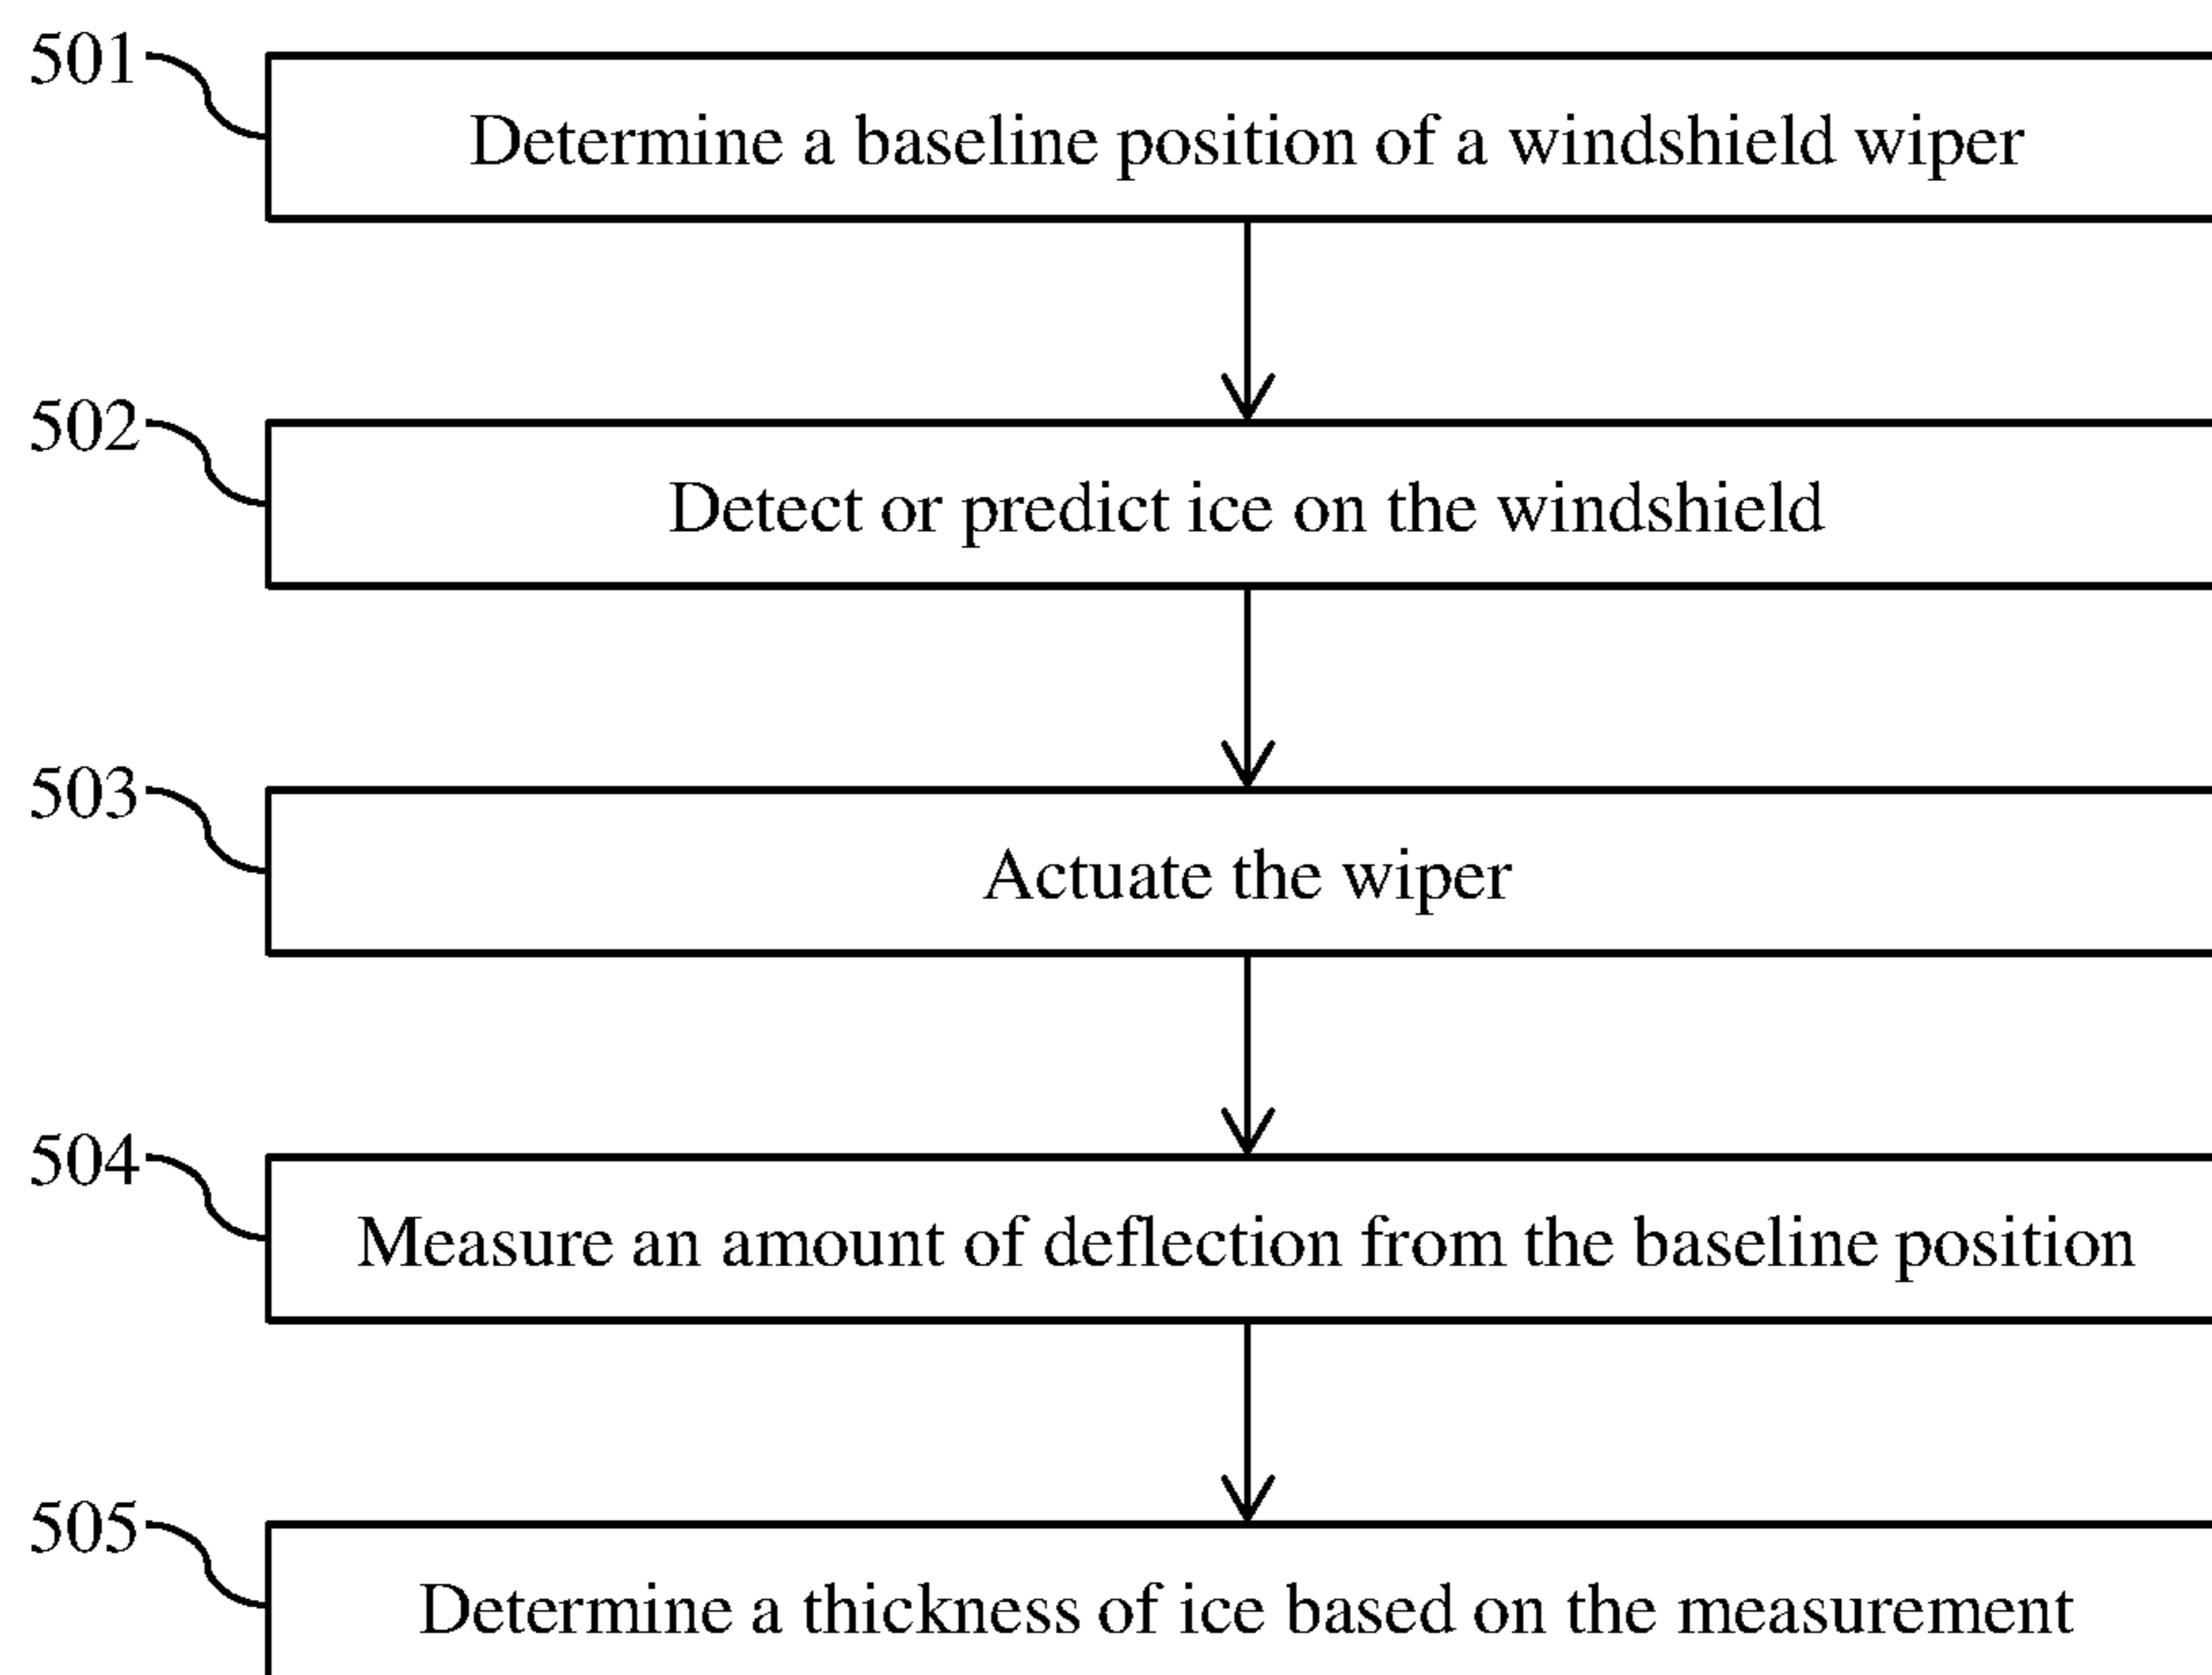 501
Determine a baseline position of a windshield wiper
502
Detect or predict ice on the windshield
503
Actuate the wiper
504
Measure an amount of deflection from the baseline position
505
Determine a thickness of ice based on the measurement